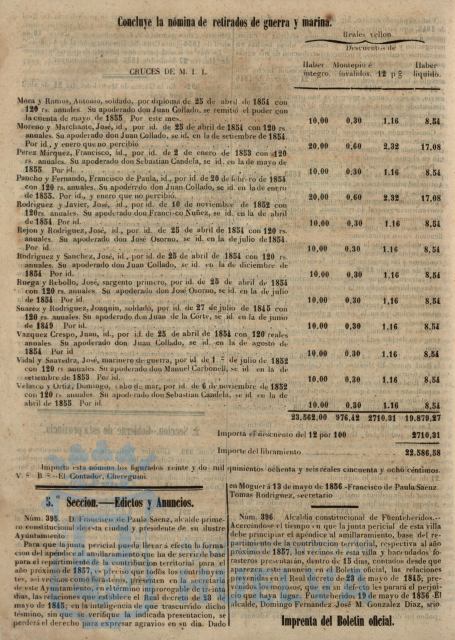 Concluye la nómina de retirados de guerra y marina.
Reales vellon
Descuentos de
Haber íntegro. Montepío é inválidos. 12 p% Haber líquido.
CRUCES DE M. I. L.
Mora y Ramos, Antonio, soldado, por diploma de 25 de abril de 1854 con
120 rs. anuales. Su apoderado don Juan Collado, se remitió el poder con
la cuenta de mayo de 1855 Por este mes. 10,00 0,30 1,16 8,54
Moreno y Marchante, José, id., por id. de 25 de abril de 1854 con 120 rs
anuales. Su apoderado don Juan Collado, se id. en la de setiembre de 1854.
Por id., y enero que no percibió 20,00 0,60 2,32 17,08
Perez Mirquez, Francisco, id., por id. de 2 de enero de 1853 con 120
rs. anuales. Su apoderado don Sebastian Candela, se id. en la de mayo de
1855. Por id. 10,00 0,30 1,16 8,54
Pancho y Fernando, Francisco de Paula, id., por id. de 20 de febrero de 1854
con 120 rs. anuales. Su apoderado don Juan Collado, se id. en la de enero
de 1855. Por id., y enero que no percibió. 20,00 0,60 2,32 17,08
Rodriguez y Javier, José, id., por id. de 10 de noviembre de 1852 con
120rs. anuales. Su apoderado don Francisco Nuñez, se id. en la de abril
de 1854. Por id. 10,00 0,30 1,16 8,54
Rejon y Rodriguez, José, id., por id. de 25 de abril de 1854 con 120 rs.
anuales. Su apoderado don José Osorno, se id. en la de julio de 1854.
Por id. 10,00 0,30 1,16 8,54
Rodriguez y Sanchez, José, id. por id. de 25 de abril de 1854 con 120 rs.
anuales. Su apoderado don Juan Collado, se id. en la de diciembre de
1854 Por id. 10,00 0,30 1,16 8,54
Ruega y Rebollo, José, sargento primero, por id. de 25 de abril de 1854
con 120 rs. anuales. Su apoderado don José Osorno, se id. en la de julio
de 1854 Por id. 10,00 0,30 1,16 8,54
Suarez y Rodriguez, Joaquin, soldado, por id. de 27 de julio de 1845 con
120 rs. anuales. Su apoderado don Juan de la Corte, se id. en la de junio
de 1849 Por id. 10,00 0,30 1,16 8,54
Vazquez Crespo, Juan, id., por id. de 25 de abril de 1854 con 120 reales
anuales. Su apoderado don Juan Collado, se id. en la de agosto de
1854 Por id 10,00 0,30 1,16 8,54
Vidal y Saavedra, José, marinero de guerra, por id. de 1.º de julio de 1852
con 120 rs. anuales. Su apoderado don Manuel Carbonell, se id. en la de
setiembre de 1853 Por id. 10,00 0,30 1,16 8,54
Velasco y Ortiz, Domingo, cabo de mar, por id. de 6 de noviembre de 1852
con 120 rs. anuales. Su apoderado don Sebastian Candela, se id. en la de
abril de 1855. Por id. 10,00 0,30 1,16 8,54
23,562,00 976,42 2710,31 19.879,27
Importa el descuento del 12 por 100 2710,31
Importe del libramiento 22.586,58
Importa esta nómina los figurados veinte y dos mil quinientos ochenta y seis reales cincuenta y ocho céntimos.
V.º B.º — El Contador, Cheregumi.
5.ª Seccion.—Edictos y Anuncios.
Núm. 395. D. Francisco de Paula Saenz, alcalde prime-
ro constitucional de esta ciudad y presidente de su ilustre
Ayuntamiento.
Para que la junta pericial pueda llevar á efecto la forma-
cion del apéndice al amillaramiento que ha de servir de base
para el repartimiento de la contribucion territorial para el
año próximo de 1857, es preciso que todos los contribuyen-
tes, así vecinos como forasteros, presenten en la secretaría
de este Ayuntamiento, en el término improrogable de treinta
dias, las relaciones que establece el Real decreto de 23 de
mayo de 1845; en la inteligencia que trascurrido dicho
término, sin que se verifique la indicada presentacion, se
perderá el derecho para reclamar agravios en su dia. Dado
en Moguer á 13 de mayo de 1856 -Francisco de Paula Saenz.
Tomas Rodriguez, secretario
Núm. 396. Alcaldía constitucional de Fuenteheridos.—
Acercándose el tiempo en que la junta pericial de esta villa
debe principiar el apéndice al amillaramiento, base del re-
partimiento de la contribucion territorial, respectiva al año
próximo de 1857, los vecinos de esta villa y hacendados fo-
rasteros presentarán, dentro de 15 dias, contados desde que
aparezca este anuncio en el Boletin oficial, las relaciones
prevenidas en el Real decreto de 23 de mayo de 1845; pre-
venidos los morosos, que en su defecto les parará el perjui-
cio que haya lugar. Fuenteheridos 19 de mayo de 1856 -El
alcalde, Domingo Fernandez José M. Gonzalez Diaz, srio.
Imprenta del Boletin oficial.